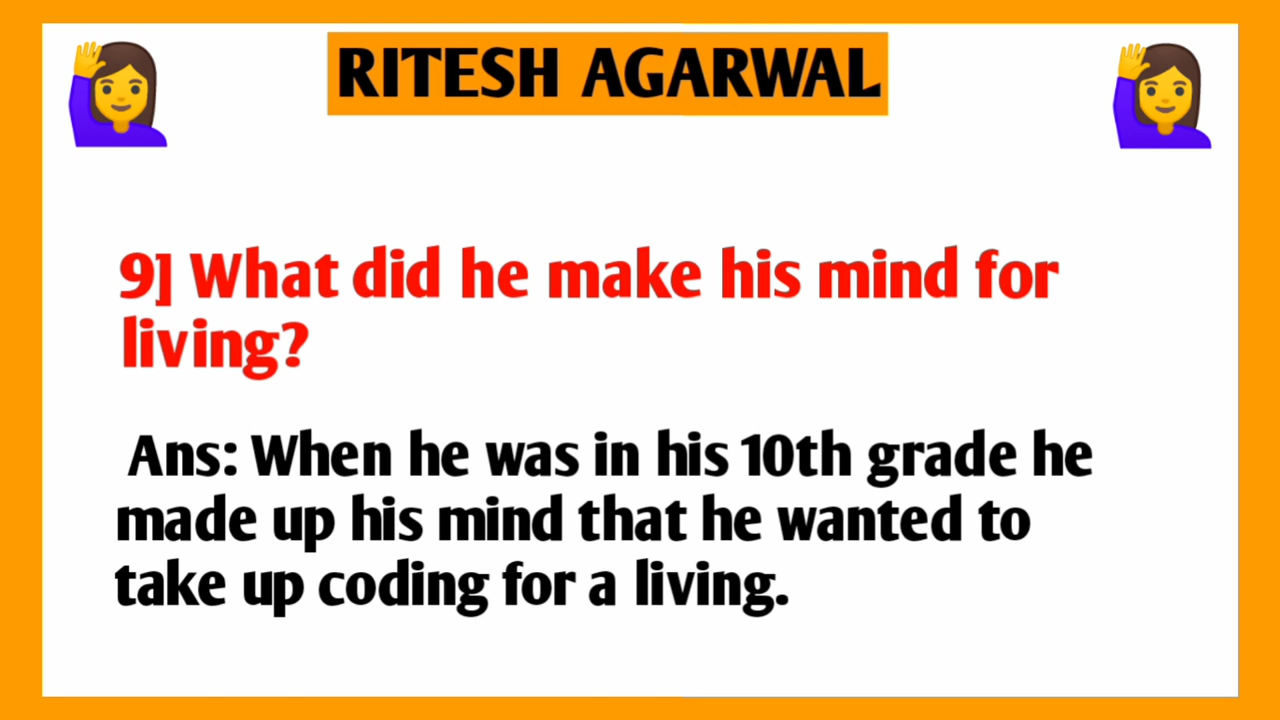 RITESH AGARWAL
9] What did he make his mind for
living?
Ans: When he was in his 10th grade he
made up his mind that he wanted to
take up coding for a living.